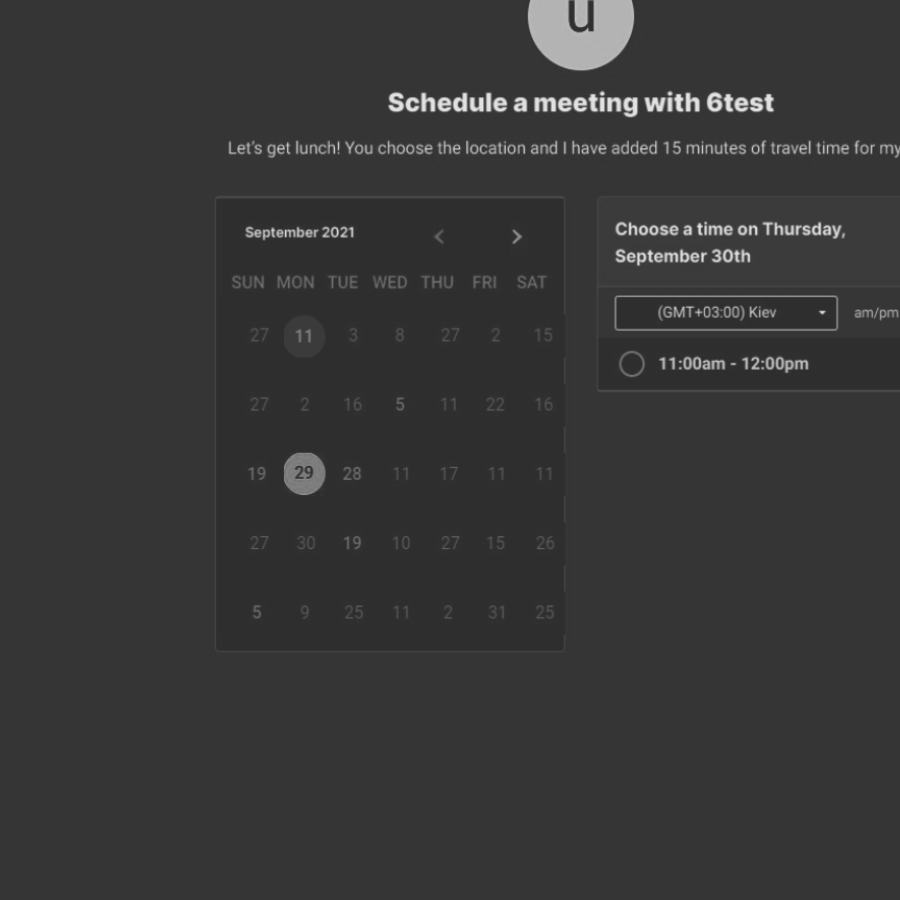 u
Schedule a meeting with 6test
Let's get lunch! You choose the location and I have added 15 minutes of travel time for my
September 2021
SUN MON TUE WED THU FRI SAT
27 11 3 8 27 2 15
27 2 16 5 11 22 16
19 29 28 11 17 11 11
27 30 19 10 27 15 26
5 9 25 11 2 31 25
Choose a time on Thursday,
September 30th
(GMT+03:00) Kiev am/pm
11:00am - 12:00pm